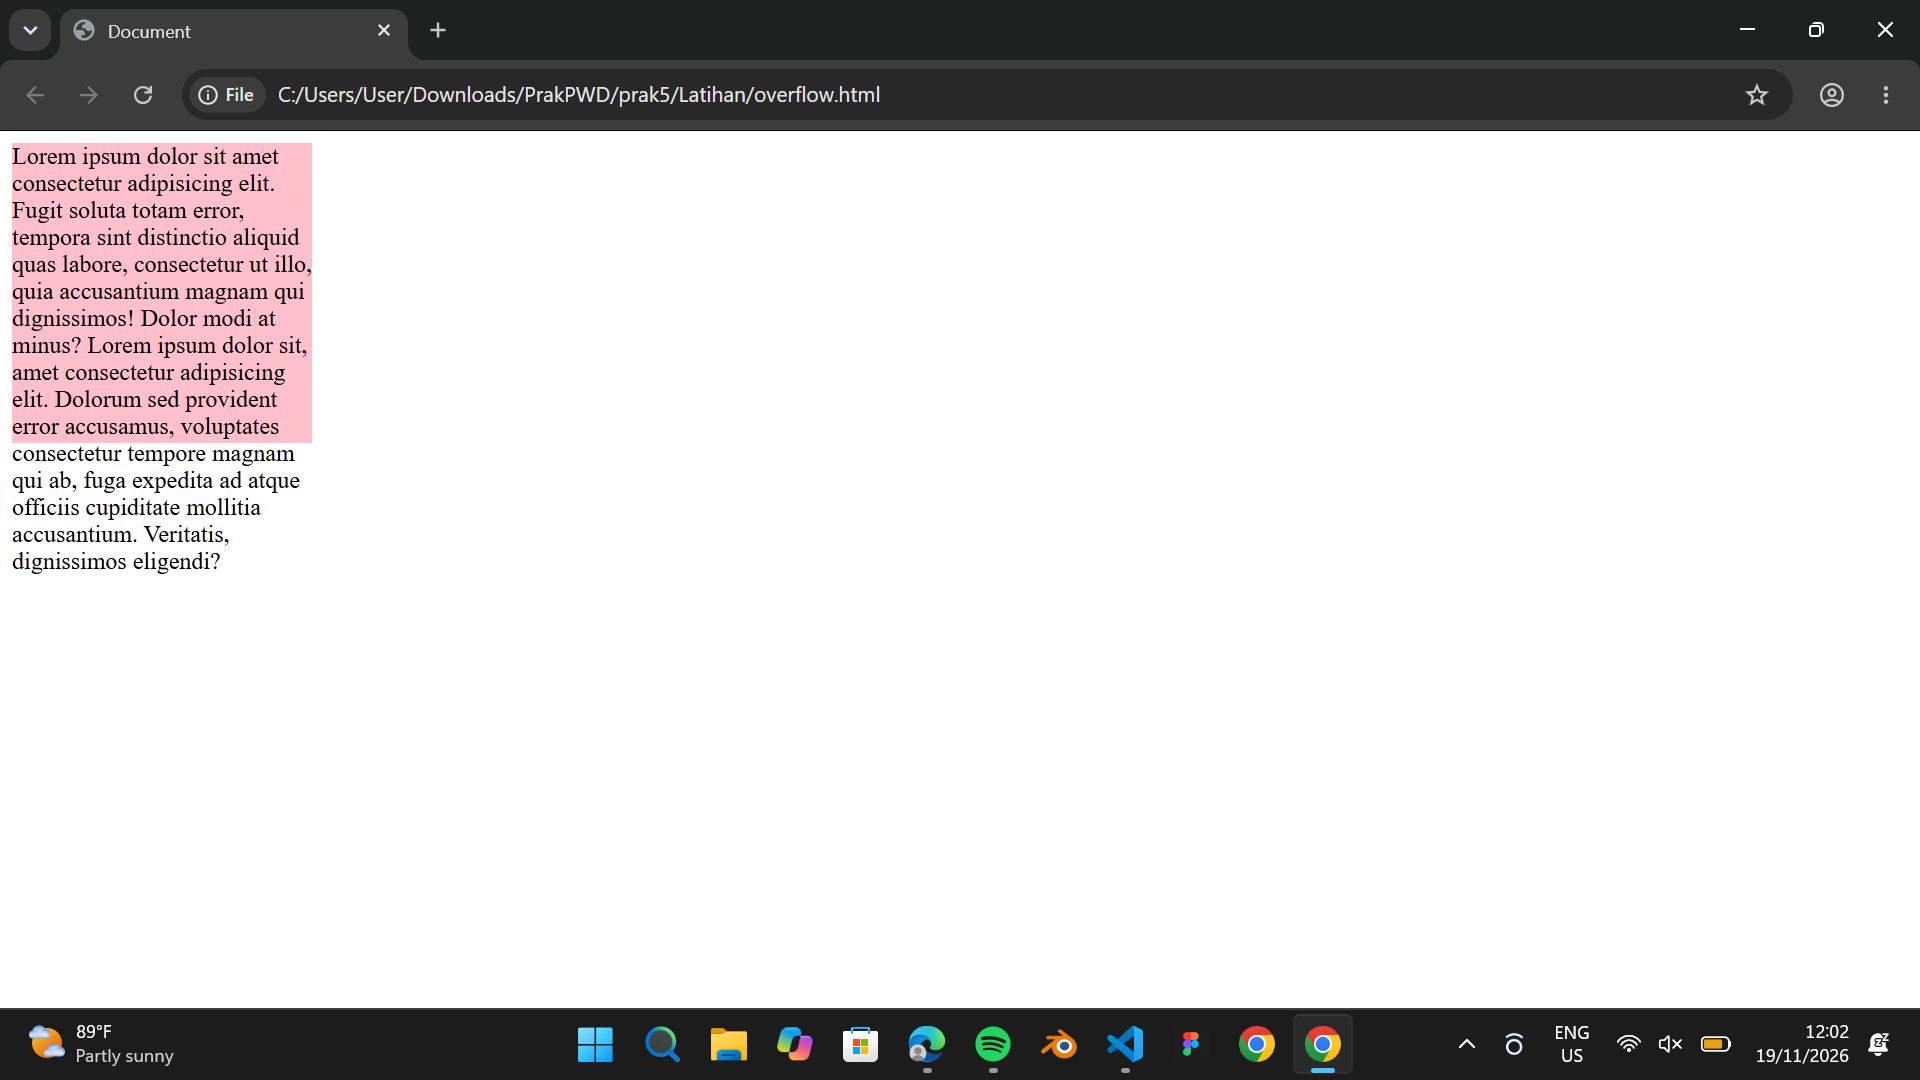 Document
File
C:/Users/User/Downloads/PrakPWD/prak5/Latihan/overflow.html
Lorem ipsum dolor sit amet
consectetur adipisicing elit.
Fugit soluta totam error,
tempora sint distinctio aliquid
quas labore, consectetur ut illo,
quia accusantium magnam qui
dignissimos! Dolor modi at
minus? Lorem ipsum dolor sit,
amet consectetur adipisicing
elit. Dolorum sed provident
error accusamus, voluptates
consectetur tempore magnam
qui ab, fuga expedita ad atque
officiis cupiditate mollitia
accusantium. Veritatis,
dignissimos eligendi?
89°F
Partly sunny
ENG
US
12:02
19/11/2026